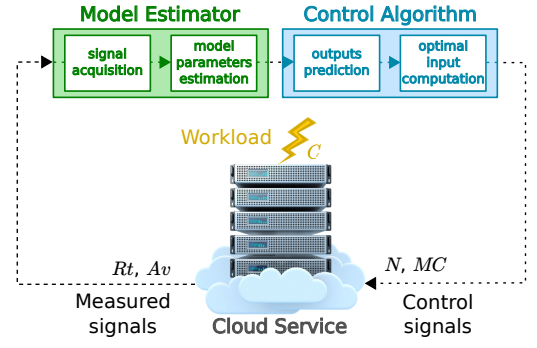 Model Estimator
Control Algorithm
signal
acquisition
model
parameters
estimation
outputs
prediction
optimal
input
computation
Workload
C
Rt, Av
N, MC
Measured
signals
Control
signals
Cloud Service